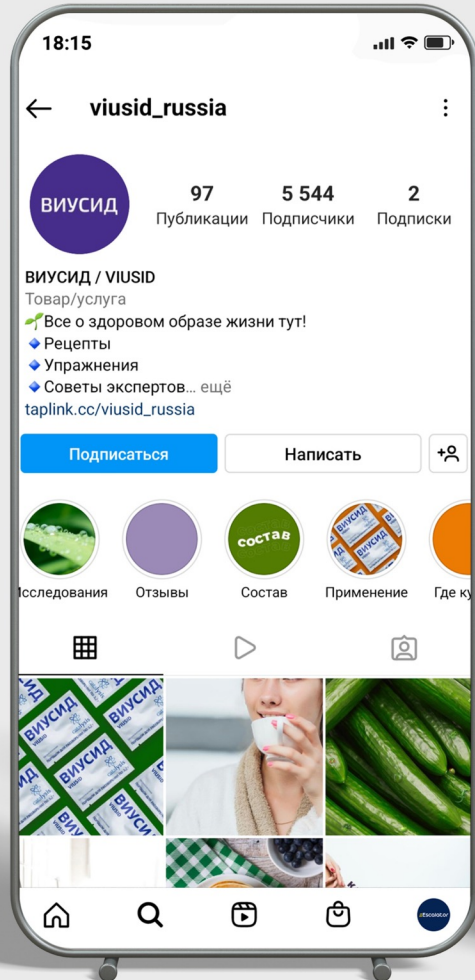 18:15
viusid_russia
ВИУСИД
97
5 544
2
Публикации
Подписчики
Подписки
ВИУСИД / VIUSID
Товар/услуга
🌱Все о здоровом образе жизни тут!
🔹Рецепты
🔹Упражнения
🔹Советы экспертов... ещё
taplink.cc/viusid_russia
Подписаться
Написать
состав
ВИУСИД
ВИУСИД
Исследования
Отзывы
Состав
Применение
Где ку
ВИУСИД
ВИУСИД
ВИУСИД
ВИУСИД